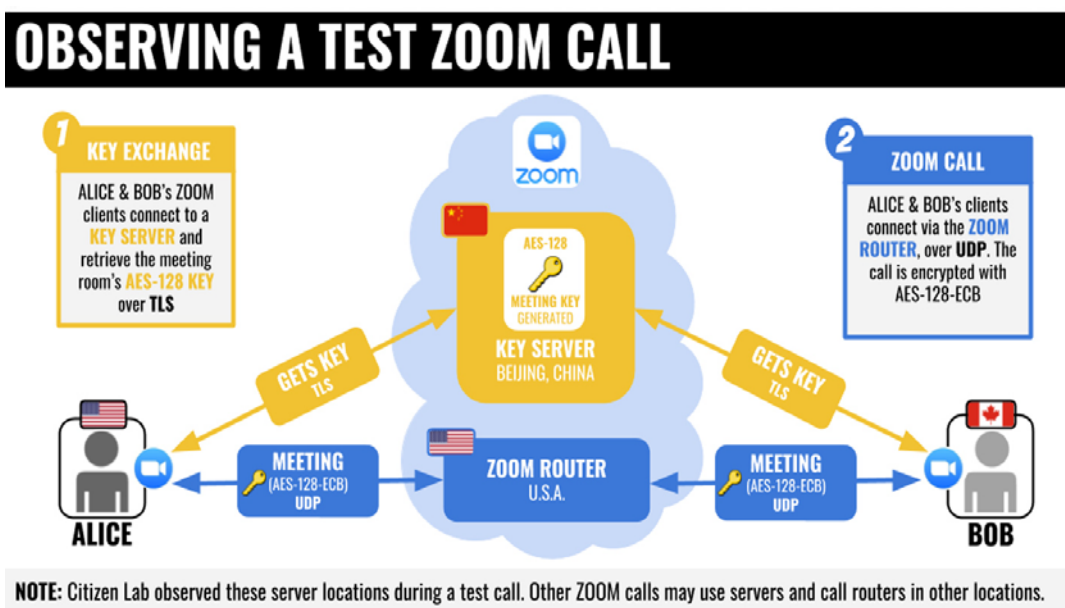 OBSERVING A TEST ZOOM CALL
1
KEY EXCHANGE
ALICE & BOB's ZOOM
clients connect to a
KEY SERVER and
retrieve the meeting
room's AES-128 KEY
over TLS
zoom
2
ZOOM CALL
ALICE & BOB's clients
connect via the ZOOM
ROUTER, over UDP. The
call is encrypted with
AES-128-ECB
AES-128
MEETING KEY
GENERATED
KEY SERVER
BEIJING, CHINA
GETS KEY
TLS
GETS KEY
TLS
ALICE
MEETING
(AES-128-ECB)
UDP
ZOOM ROUTER
U.S.A.
MEETING
(AES-128-ECB)
UDP
BOB
NOTE: Citizen Lab observed these server locations during a test call. Other ZOOM calls may use servers and call routers in other locations.